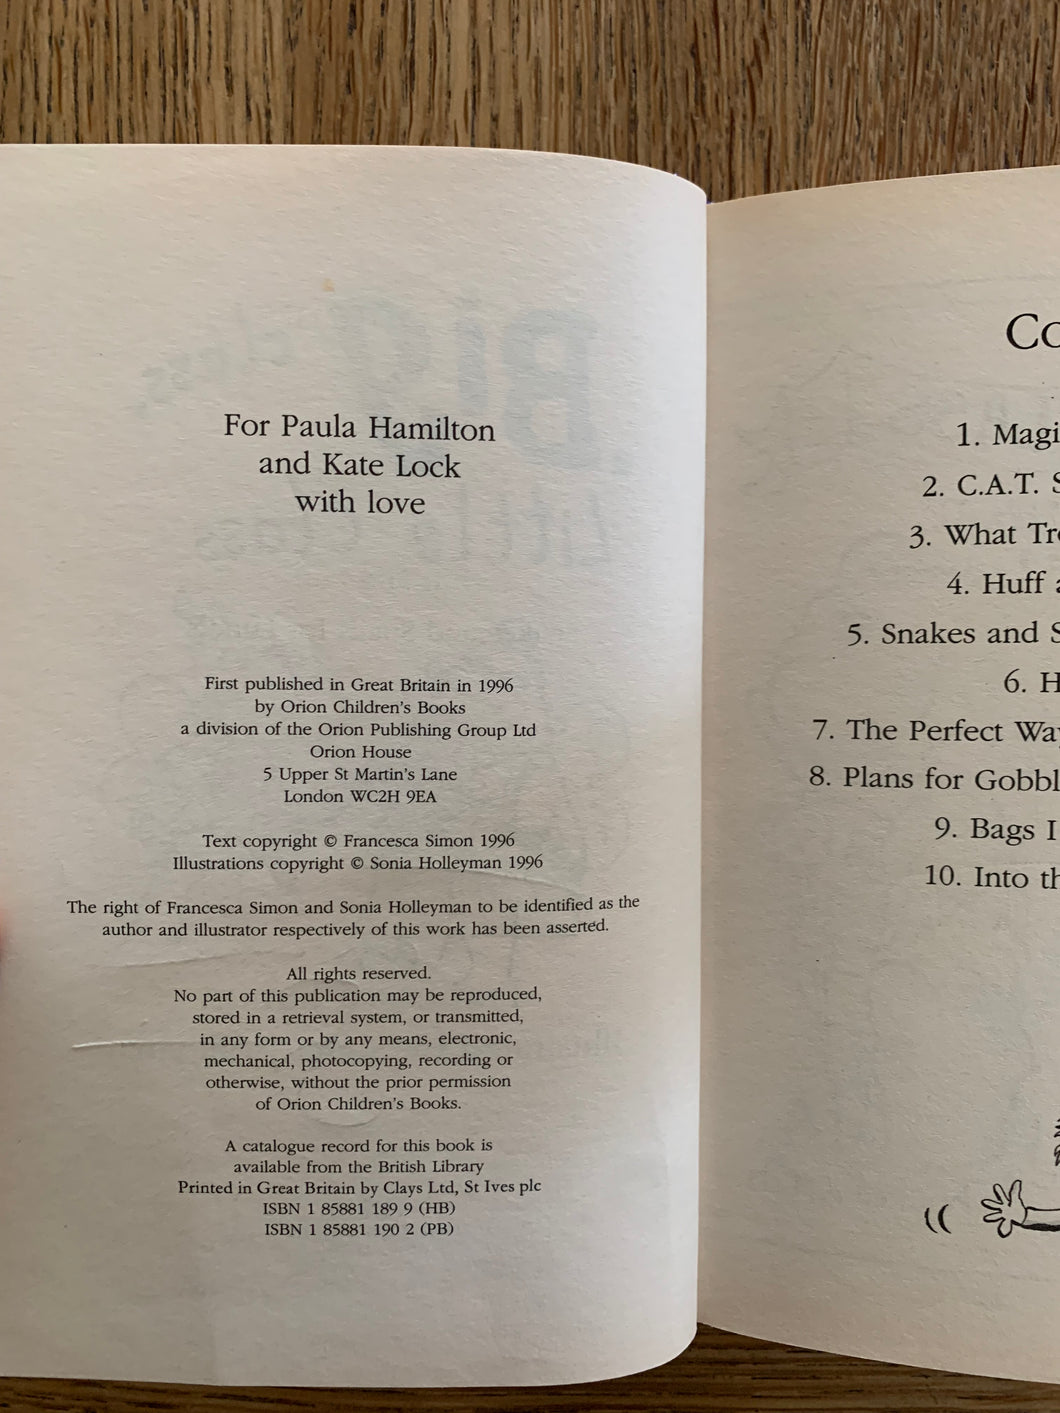 For Paula Hamilton
and Kate Lock
with love
First published in Great Britain in 1996
by Orion Children's Books
a division of the Orion Publishing Group Ltd
Orion House
5 Upper St Martin's Lane
London WC2H 9EA
Text copyright © Francesca Simon 1996
Illustrations copyright © Sonia Holleyman 1996
The right of Francesca Simon and Sonia Holleyman to be identified as the
author and illustrator respectively of this work has been asserted.
All rights reserved.
No part of this publication may be reproduced,
stored in a retrieval system, or transmitted,
in any form or by any means, electronic,
mechanical, photocopying, recording or
otherwise, without the prior permission
of Orion Children's Books.
A catalogue record for this book is
available from the British Library
Printed in Great Britain by Clays Ltd, St Ives plc
ISBN 1 85881 189 9 (HB)
ISBN 1 85881 190 2 (PB)
Co
1. Magi
2. C.A.T. S
3. What Tr
4. Huff a
5. Snakes and S
6. H
7. The Perfect Way
8. Plans for Gobbl
9. Bags I
10. Into th